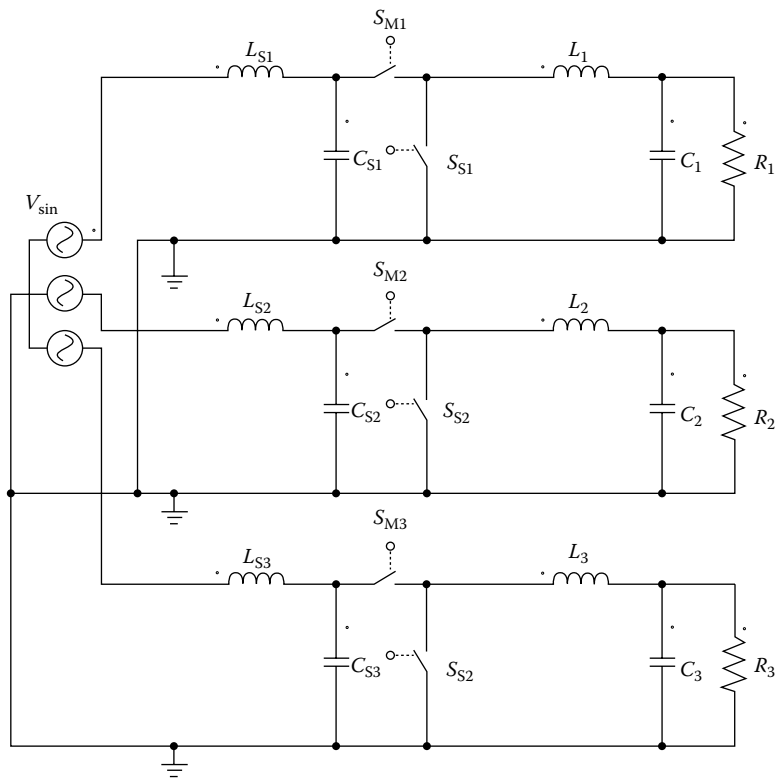 S_M1
L_S1 L_1
C_S1 S_S1 C_1 R_1
V_sin
S_M2
L_S2 L_2
C_S2 S_S2 C_2 R_2
S_M3
L_S3 L_3
C_S3 S_S2 C_3 R_3